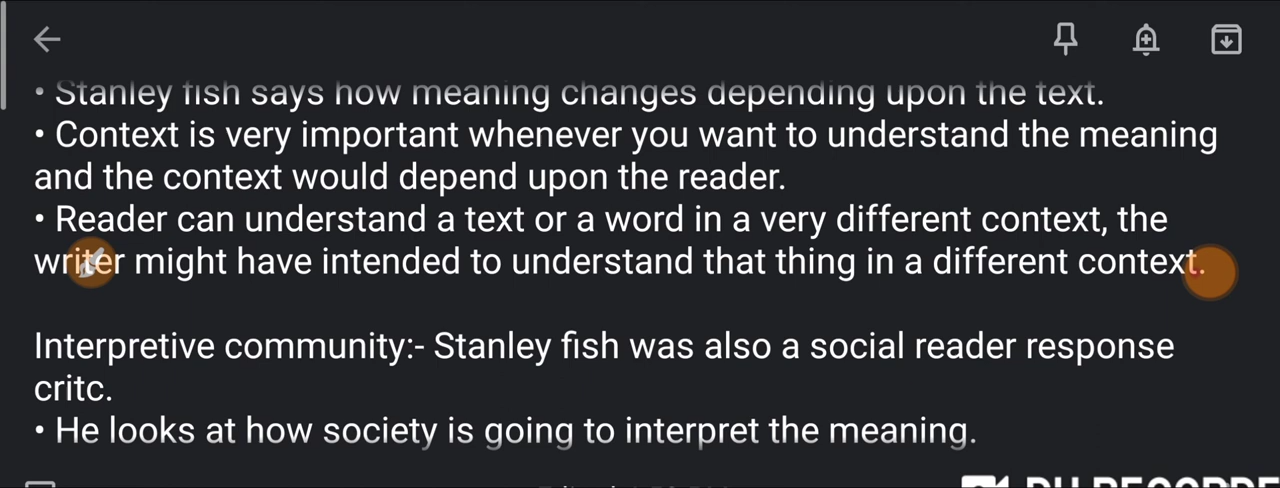 • Stanley fish says how meaning changes depending upon the text.
• Context is very important whenever you want to understand the meaning
and the context would depend upon the reader.
• Reader can understand a text or a word in a very different context, the
writer might have intended to understand that thing in a different context.
Interpretive community:- Stanley fish was also a social reader response
critc.
• He looks at how society is going to interpret the meaning.